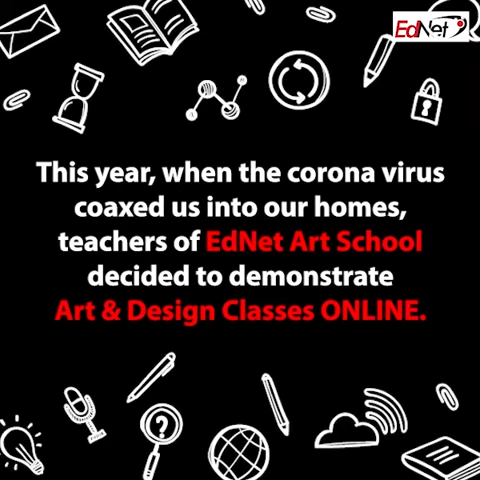 EdNet
This year, when the corona virus
coaxed us into our homes,
teachers of EdNet Art School
decided to demonstrate
Art & Design Classes ONLINE.
?